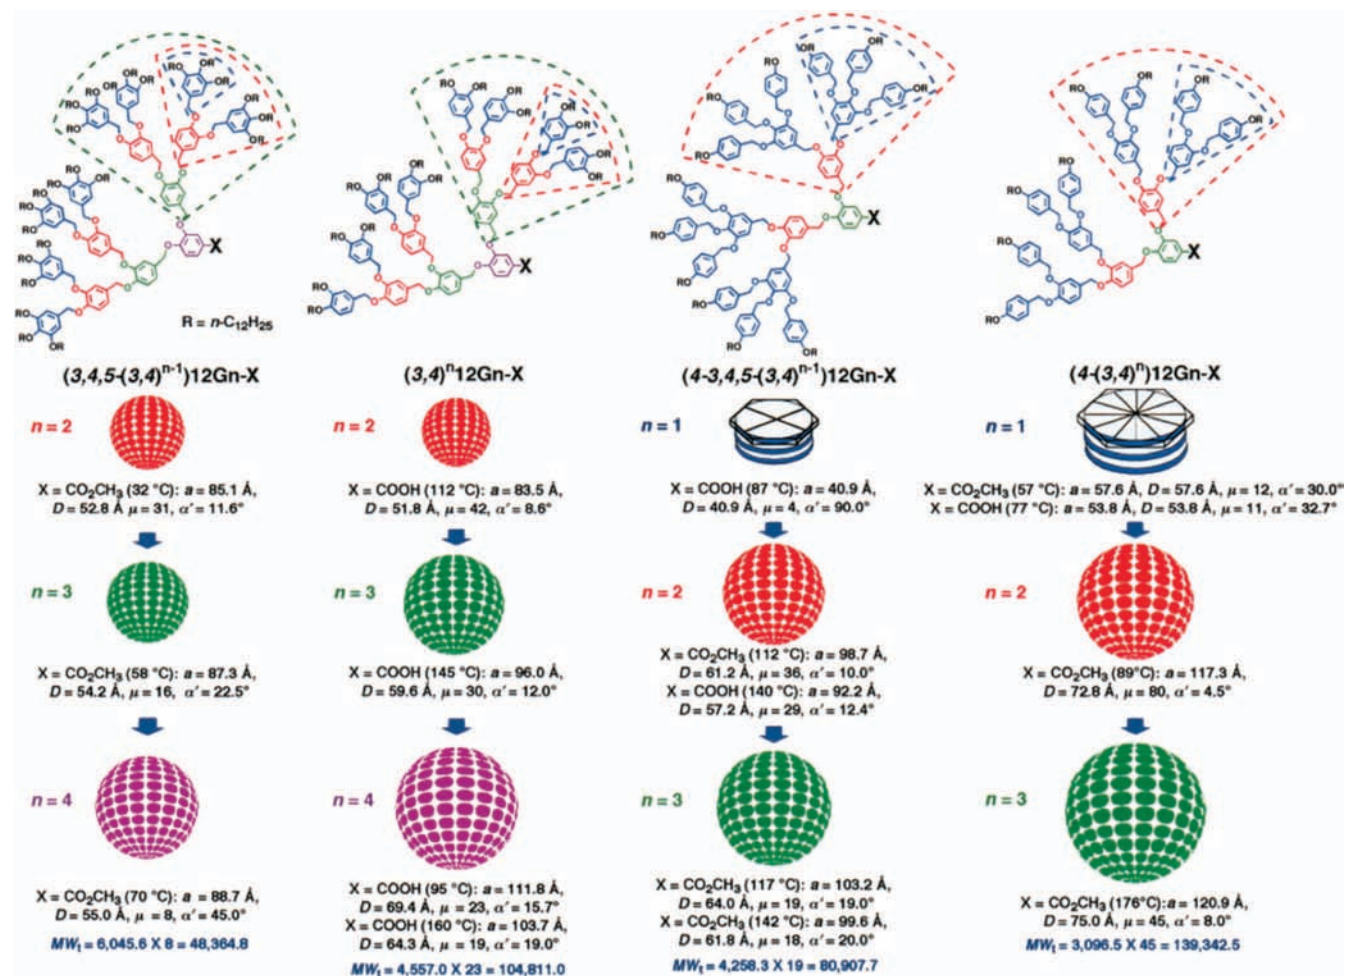 R = n-C12H25
(3,4,5-(3,4)ⁿ⁻¹)12Gn-X
(3,4)ⁿ12Gn-X
(4-3,4,5-(3,4)ⁿ⁻¹)12Gn-X
(4-(3,4)ⁿ)12Gn-X
n = 2
X = CO2CH3 (32 °C): a = 85.1 Å,
D = 52.8 Å μ = 31, α′ = 11.6°
n = 3
X = CO2CH3 (58 °C): a = 87.3 Å,
D = 54.2 Å, μ = 16, α′ = 22.5°
n = 4
X = CO2CH3 (70 °C): a = 88.7 Å,
D = 55.0 Å, μ = 8, α′ = 45.0°
MWt = 6,045.6 X 8 = 48,364.8
n = 2
X = COOH (112 °C): a = 83.5 Å,
D = 51.8 Å, μ = 42, α′ = 8.6°
n = 3
X = COOH (145 °C): a = 96.0 Å,
D = 59.6 Å, μ = 30, α′ = 12.0°
n = 4
X = COOH (95 °C): a = 111.8 Å,
D = 69.4 Å, μ = 23, α′ = 15.7°
X = COOH (160 °C): a = 103.7 Å,
D = 64.3 Å, μ = 19, α′ = 19.0°
MWt = 4,557.0 X 23 = 104,811.0
n = 1
X = COOH (87 °C): a = 40.9 Å,
D = 40.9 Å, μ = 4, α′ = 90.0°
n = 2
X = CO2CH3 (112 °C): a = 98.7 Å,
D = 61.2 Å, μ = 36, α′ = 10.0°
X = COOH (140 °C): a = 92.2 Å,
D = 57.2 Å, μ = 29, α′ = 12.4°
n = 3
X = CO2CH3 (117 °C): a = 103.2 Å,
D = 64.0 Å, μ = 19, α′ = 19.0°
X = CO2CH3 (142 °C): a = 99.6 Å,
D = 61.8 Å, μ = 18, α′ = 20.0°
MWt = 4,258.3 X 19 = 80,907.7
n = 1
X = CO2CH3 (57 °C): a = 57.6 Å, D = 57.6 Å, μ = 12, α′ = 30.0°
X = COOH (77 °C): a = 53.8 Å, D = 53.8 Å, μ = 11, α′ = 32.7°
n = 2
X = CO2CH3 (89°C): a = 117.3 Å,
D = 72.8 Å, μ = 80, α′ = 4.5°
n = 3
X = CO2CH3 (176°C): a = 120.9 Å,
D = 75.0 Å, μ = 45, α′ = 8.0°
MWt = 3,096.5 X 45 = 139,342.5